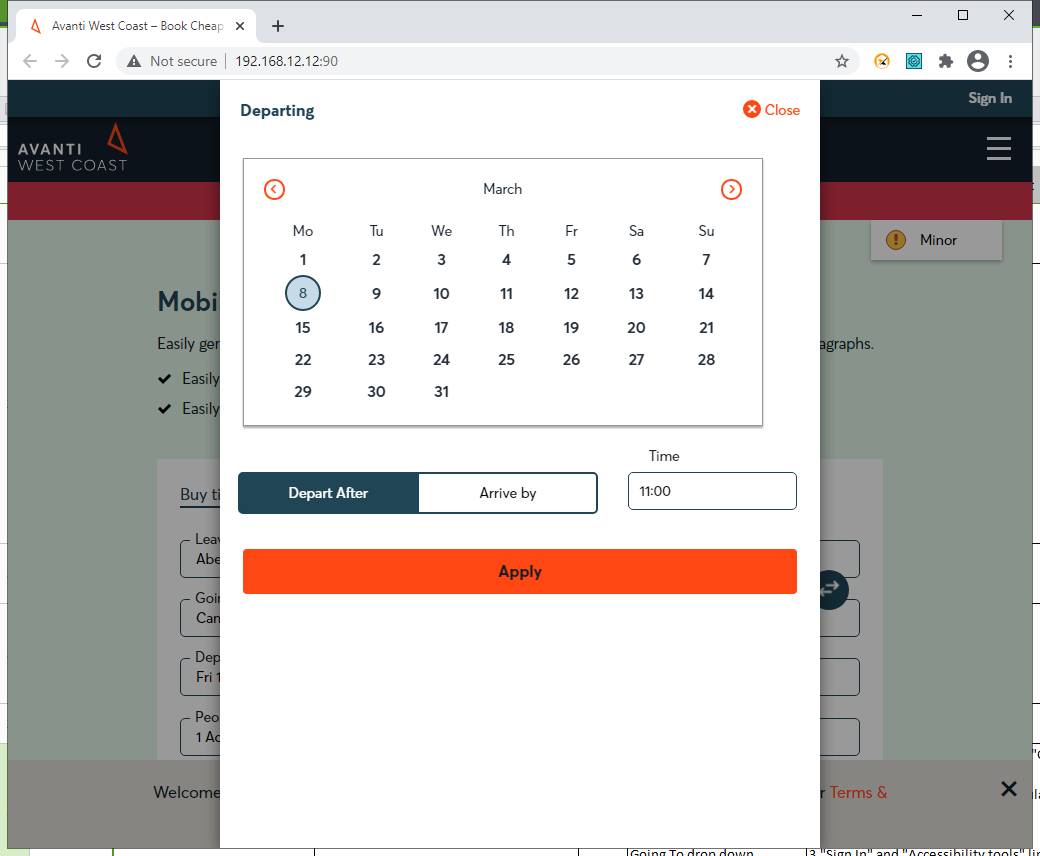 Avanti West Coast – Book Cheap
Not secure
192.168.12.12:90
Sign In
AVANTI
WEST COAST
Departing
Close
Minor
March
Mo Tu We Th Fr Sa Su
1 2 3 4 5 6 7
8 9 10 11 12 13 14
15 16 17 18 19 20 21
22 23 24 25 26 27 28
29 30 31
Mobi
Easily ger
agraphs.
Easily
Easily
Time
Depart After
Arrive by
11:00
Buy ti
Leav
Abe
Apply
Goir
Can
Dep
Fri 1
Peo
1 Ad
Welcome
r Terms &
Going To drop down
3 "Sign In" and "Accessibility tools" li